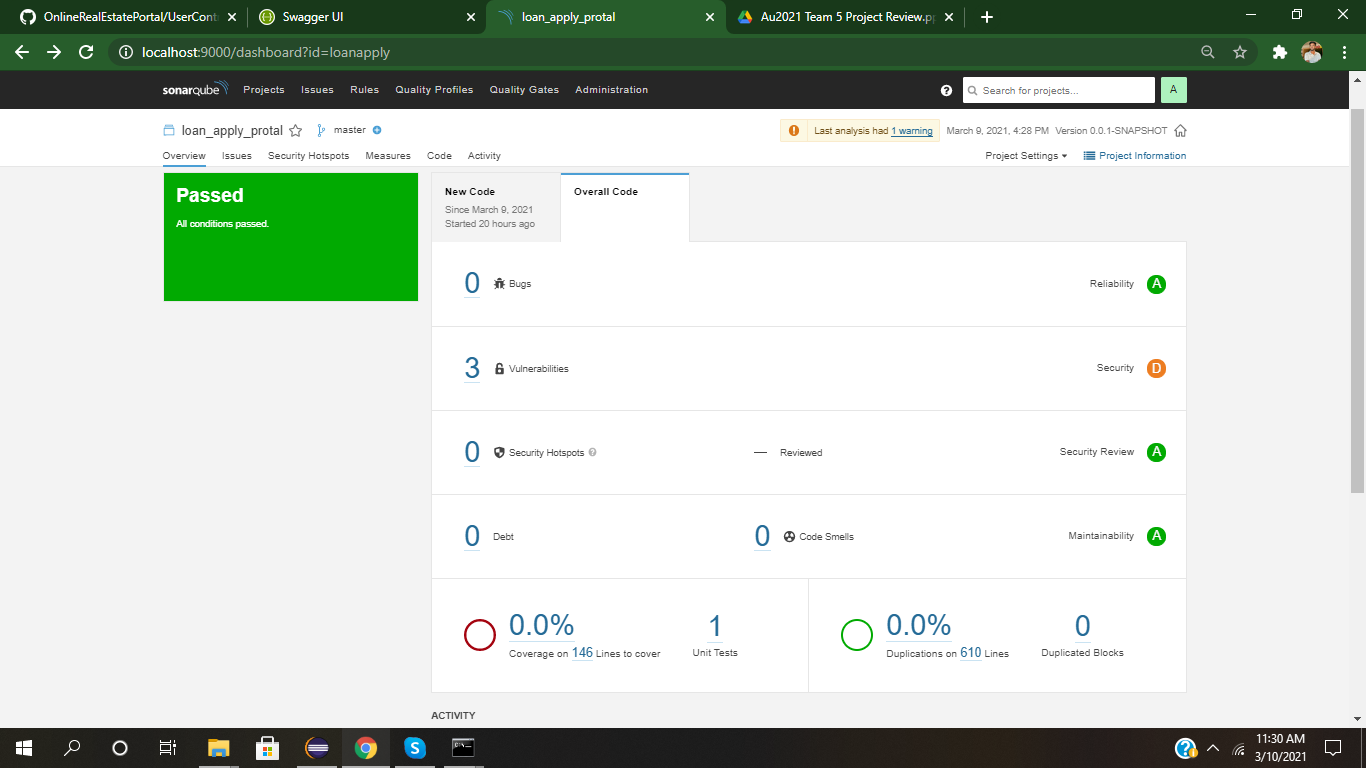 OnlineRealEstatePortal/UserCont
Swagger UI
loan_apply_protal
Au2021 Team 5 Project Review.pp
localhost:9000/dashboard?id=loanapply
sonarqube
Projects
Issues
Rules
Quality Profiles
Quality Gates
Administration
Search for projects...
A
loan_apply_protal
master
Last analysis had 1 warning
March 9, 2021, 4:28 PM
Version 0.0.1-SNAPSHOT
Overview
Issues
Security Hotspots
Measures
Code
Activity
Project Settings
Project Information
Passed
All conditions passed.
New Code
Since March 9, 2021
Started 20 hours ago
Overall Code
0 Bugs
Reliability A
3 Vulnerabilities
Security D
0 Security Hotspots ?
— Reviewed
Security Review A
0 Debt
0 Code Smells
Maintainability A
0.0%
Coverage on 146 Lines to cover
1
Unit Tests
0.0%
Duplications on 610 Lines
0
Duplicated Blocks
ACTIVITY
11:30 AM
3/10/2021